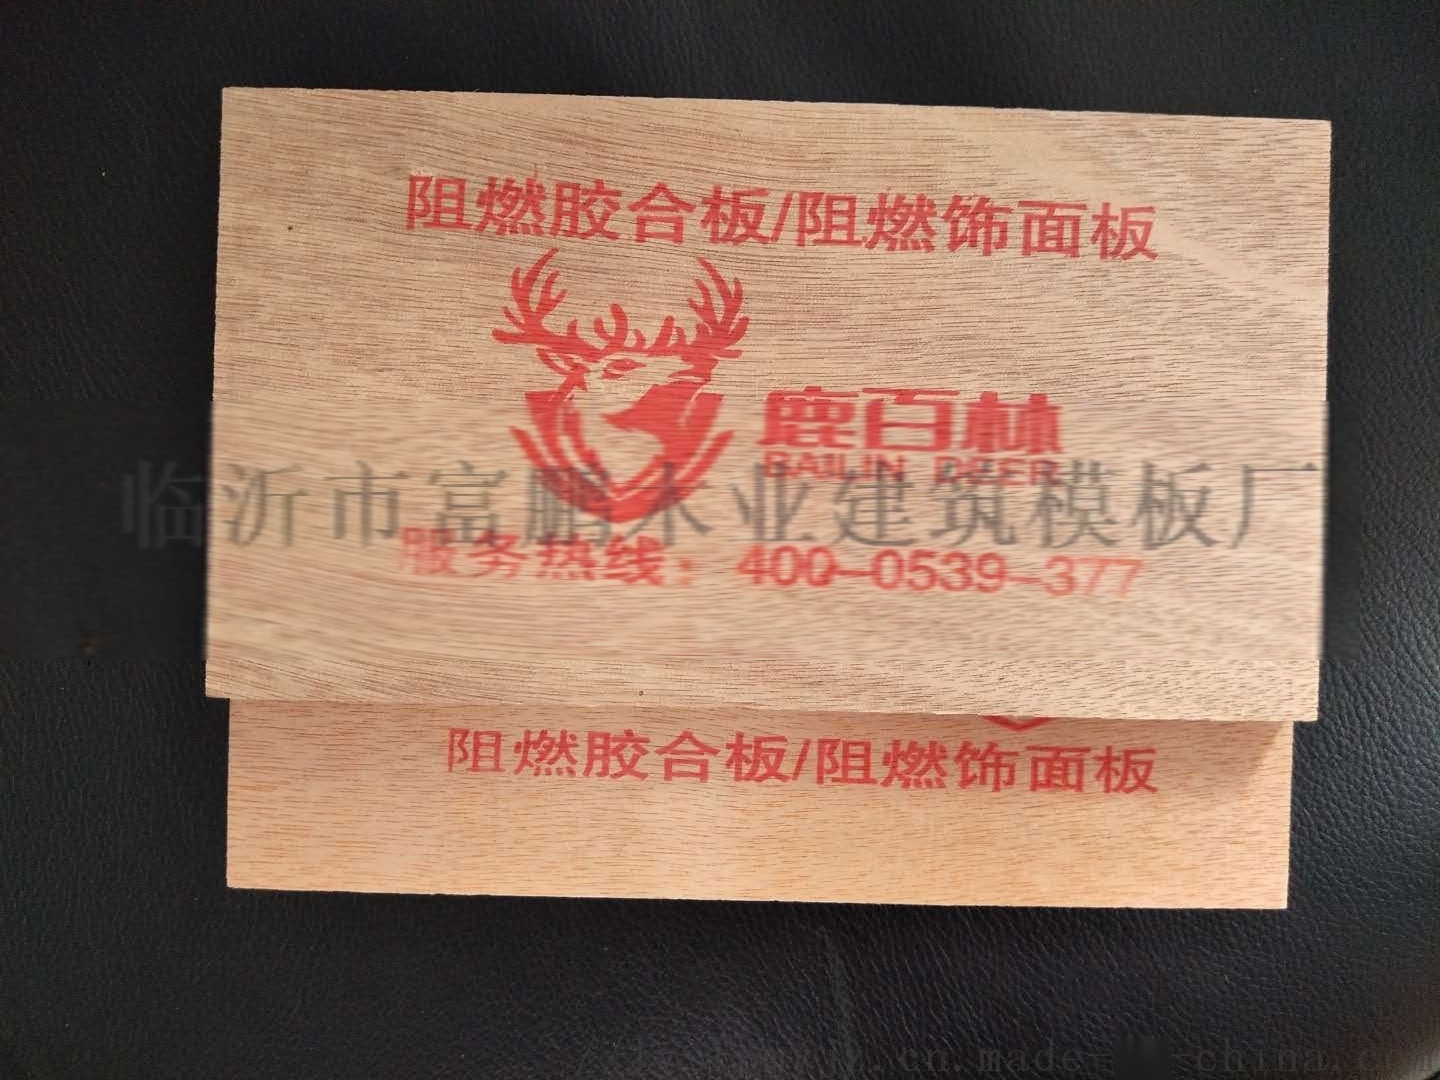 阻燃胶合板/阻燃饰面板
鹿百林
BAILIN DEER
临沂市富鹏木业建筑模板厂
服务热线：400-0539-377
阻燃胶合板/阻燃饰面板